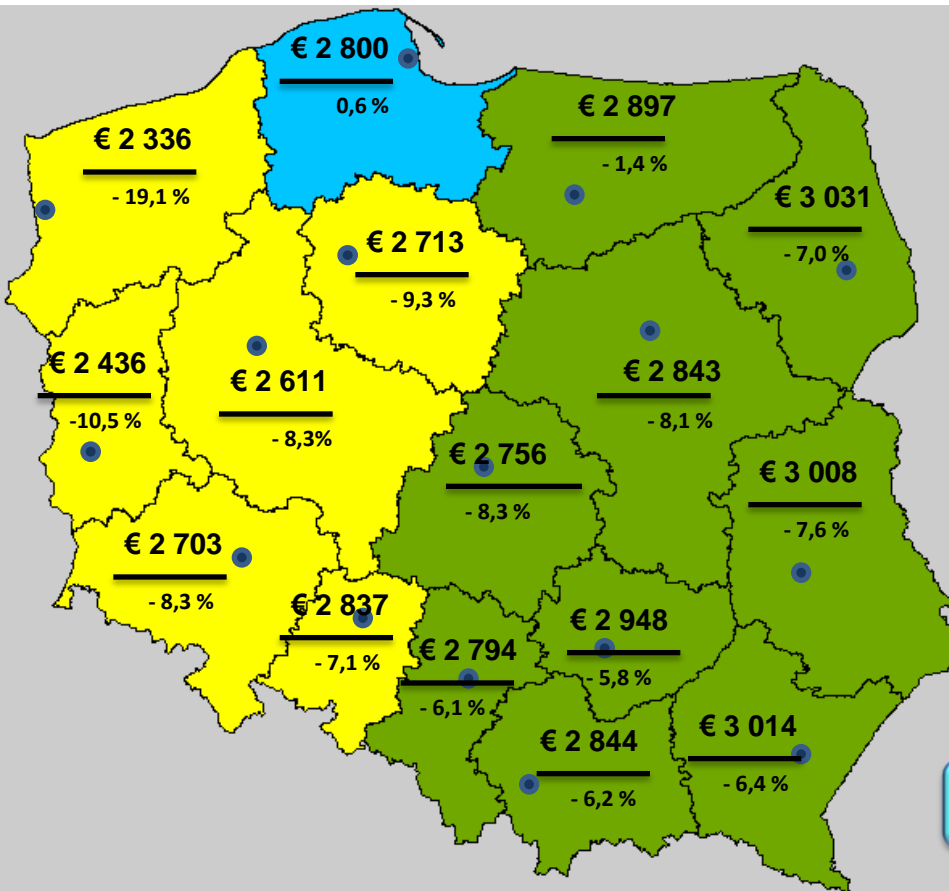 € 2 800
0,6 %
€ 2 897
- 1,4 %
€ 2 336
- 19,1 %
€ 3 031
- 7,0 %
€ 2 713
- 9,3 %
€ 2 436
-10,5 %
€ 2 611
- 8,3%
€ 2 843
- 8,1 %
€ 2 756
- 8,3 %
€ 3 008
- 7,6 %
€ 2 703
- 8,3 %
€ 2 837
- 7,1 %
€ 2 794
- 6,1 %
€ 2 948
- 5,8 %
€ 2 844
- 6,2 %
€ 3 014
- 6,4 %